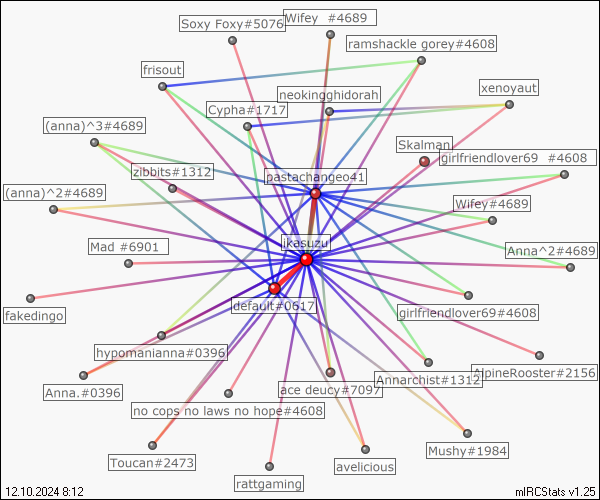 Soxy Foxy#5076
Wifey   #4689
ramshackle gorey#4608
frisout
neokingghidorah
xenoyaut
Cypha#1717
(anna)^3#4689
Skalman
girlfriendlover69   #4608
zibbits#1312
pastachangeo41
(anna)^2#4689
Wifey#4689
ikasuzu
Mad #6901
Anna^2#4689
default#0617
fakedingo
girlfriendlover69#4608
hypomanianna#0396
AlpineRooster#2156
Annarchist#1312
Anna.#0396
ace deucy#7097
no cops no laws no hope#4608
Mushy#1984
Toucan#2473
avelicious
rattgaming
12.10.2024 8:12
mIRCStats v1.25